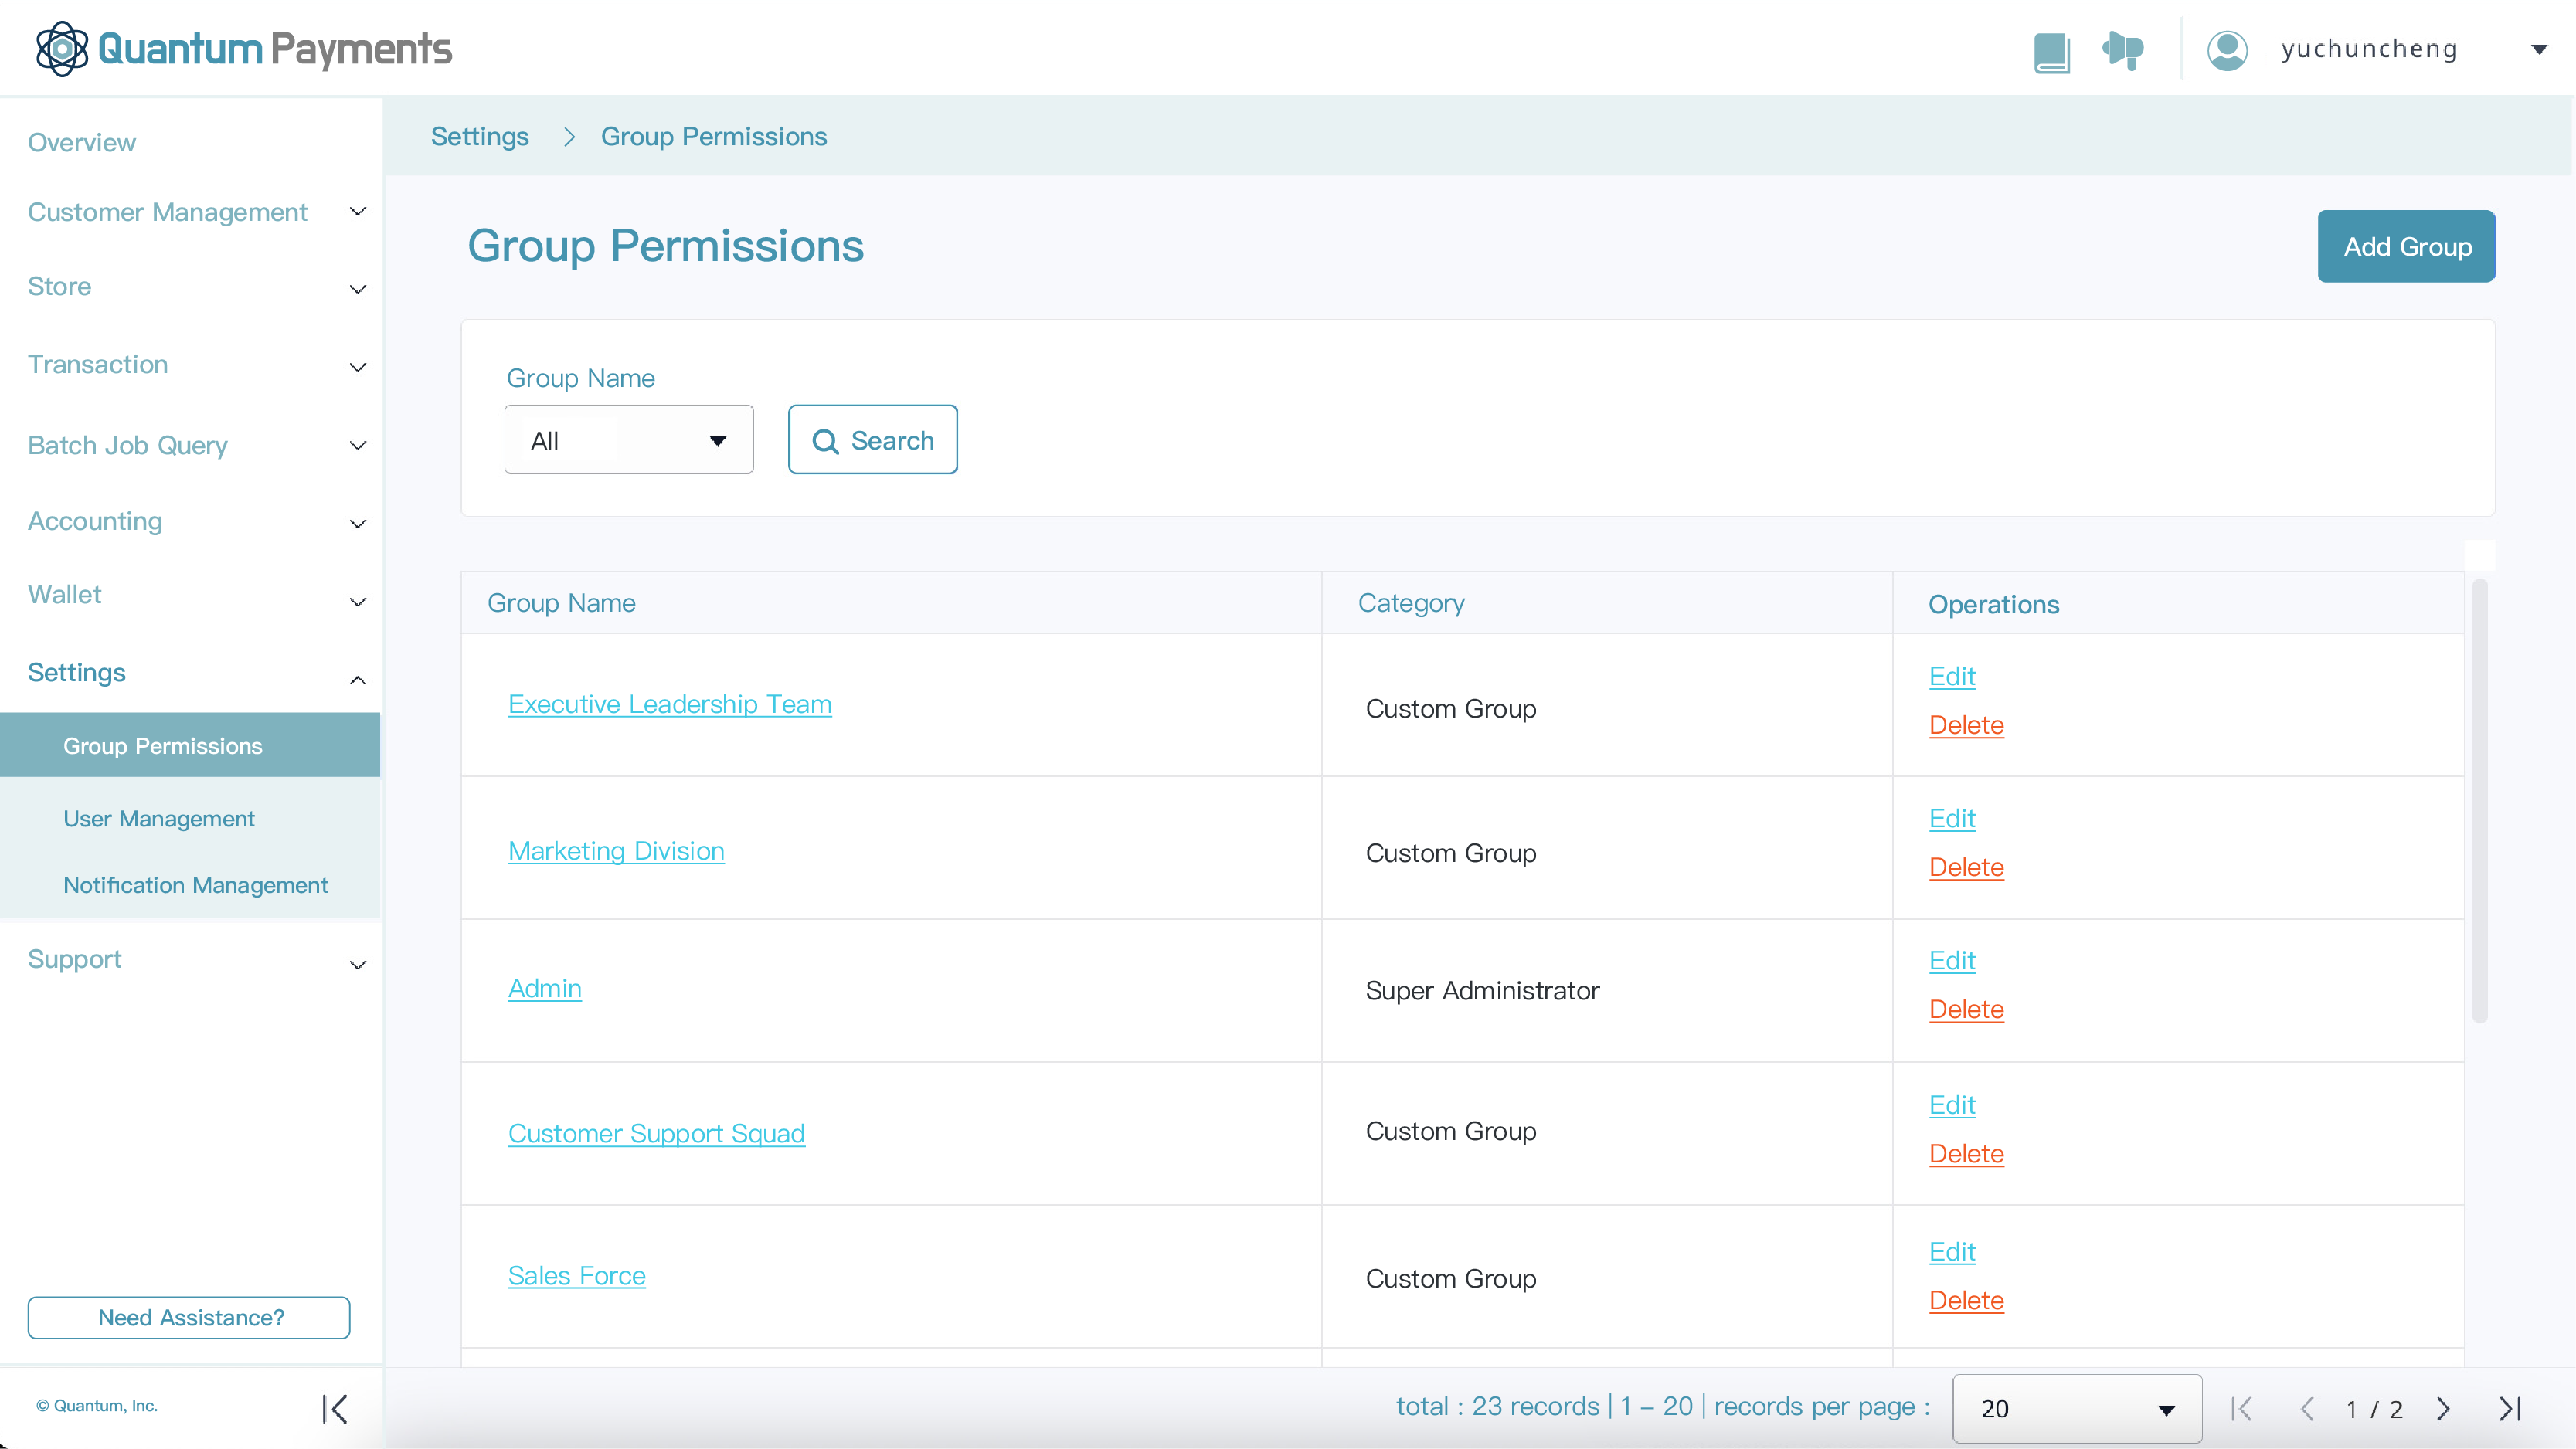 Quantum Payments
yuchuncheng
Overview
Customer Management
Store
Transaction
Batch Job Query
Accounting
Wallet
Settings
Group Permissions
User Management
Notification Management
Support
Need Assistance?
© Quantum, Inc.
Settings > Group Permissions
Group Permissions
Add Group
Group Name
All
Search
Group Name Category Operations
Executive Leadership Team Custom Group Edit
Delete
Marketing Division Custom Group Edit
Delete
Admin Super Administrator Edit
Delete
Customer Support Squad Custom Group Edit
Delete
Sales Force Custom Group Edit
Delete
total : 23 records | 1 – 20 | records per page : 20 1 / 2